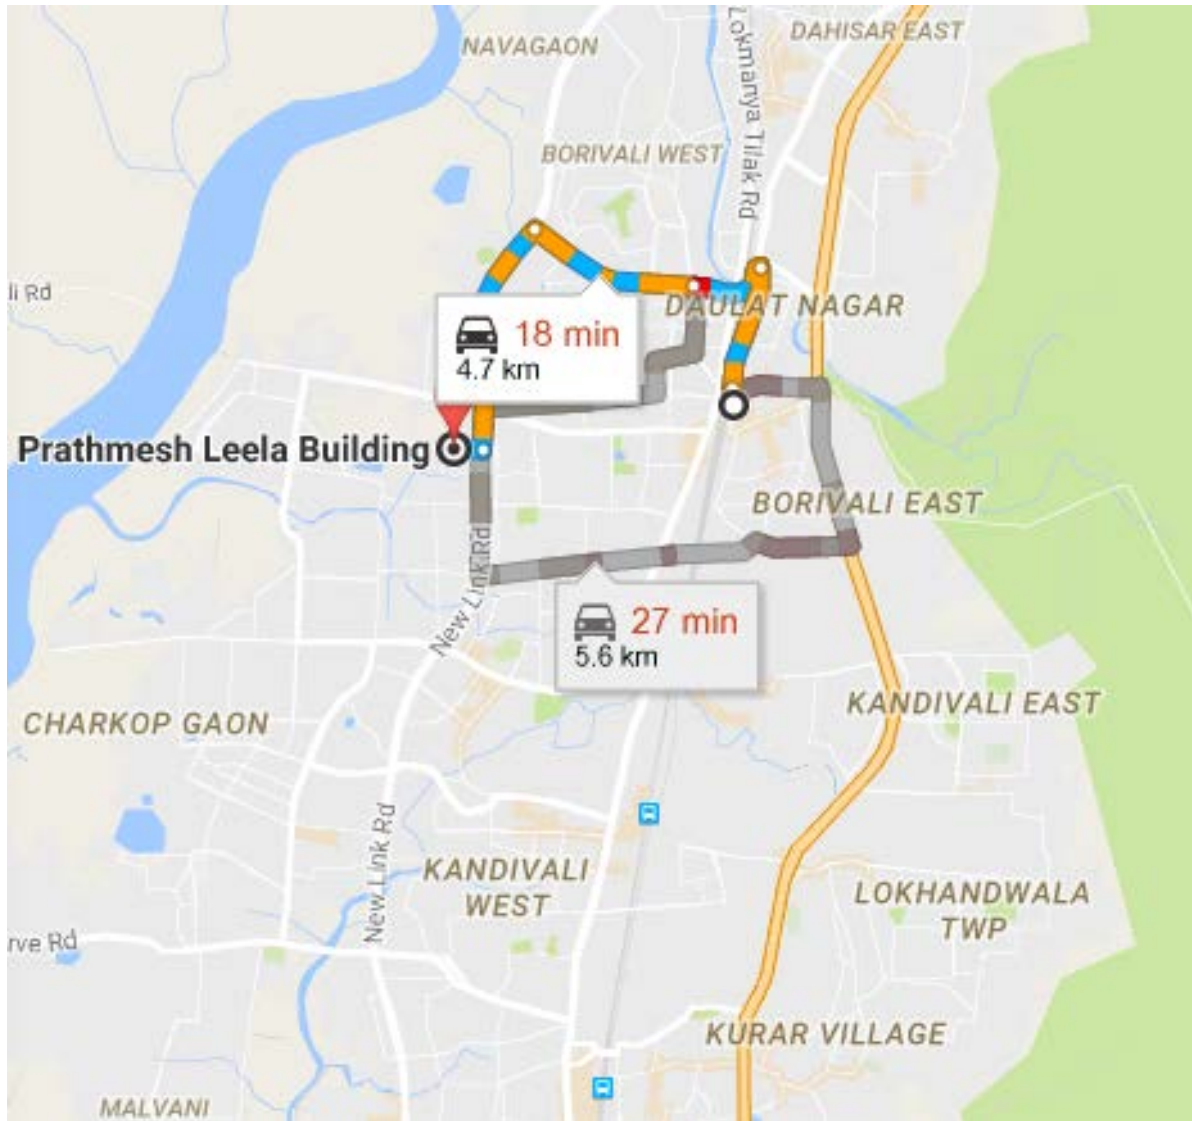 NAVAGAON
DAHISAR EAST
Lokmanya Tilak Rd
BORIVALI WEST
li Rd
DAULAT NAGAR
18 min
4.7 km
Prathmesh Leela Building
BORIVALI EAST
New Link Rd
27 min
5.6 km
KANDIVALI EAST
CHARKOP GAON
New Link Rd
KANDIVALI
WEST
LOKHANDWALA
TWP
rve Rd
KURAR VILLAGE
MALVANI